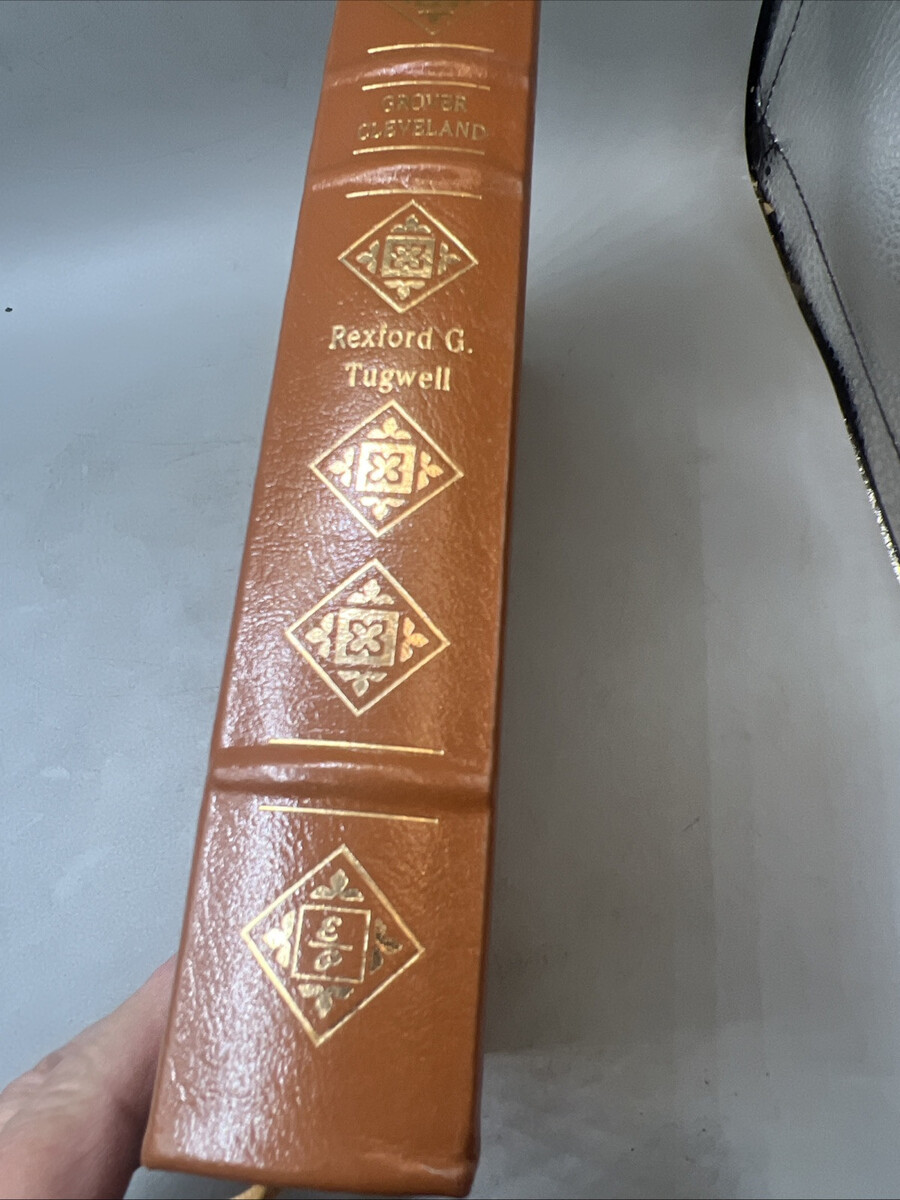 GROVER
CLEVELAND
Rexford G.
Tugwell